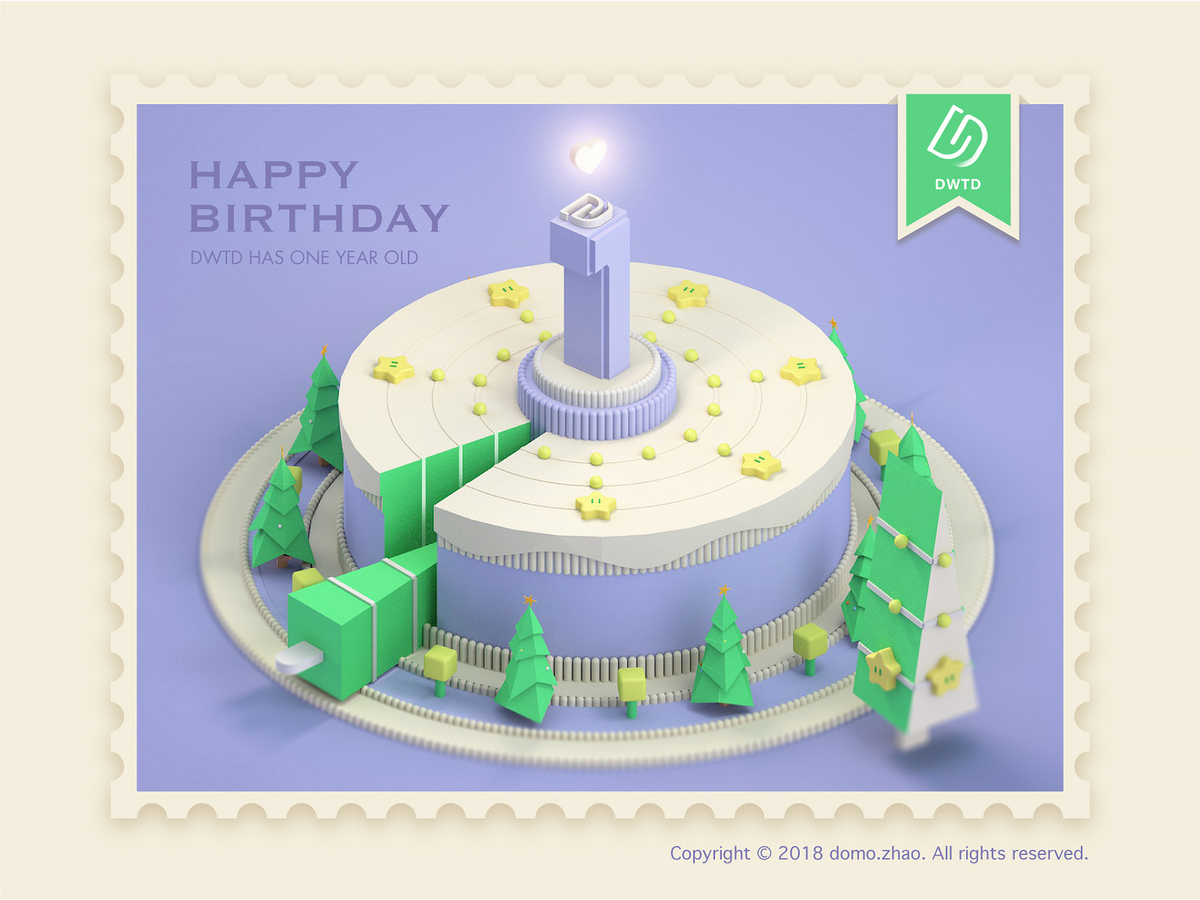 HAPPY
BIRTHDAY
DWTD HAS ONE YEAR OLD
DWTD
Copyright © 2018 domo.zhao. All rights reserved.